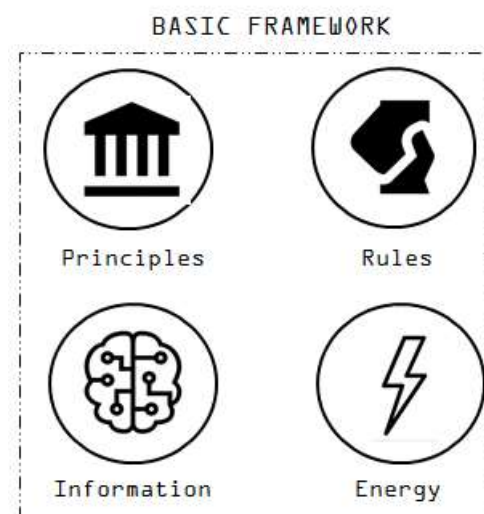 BASIC FRAMEWORK
Principles
Rules
Information
Energy